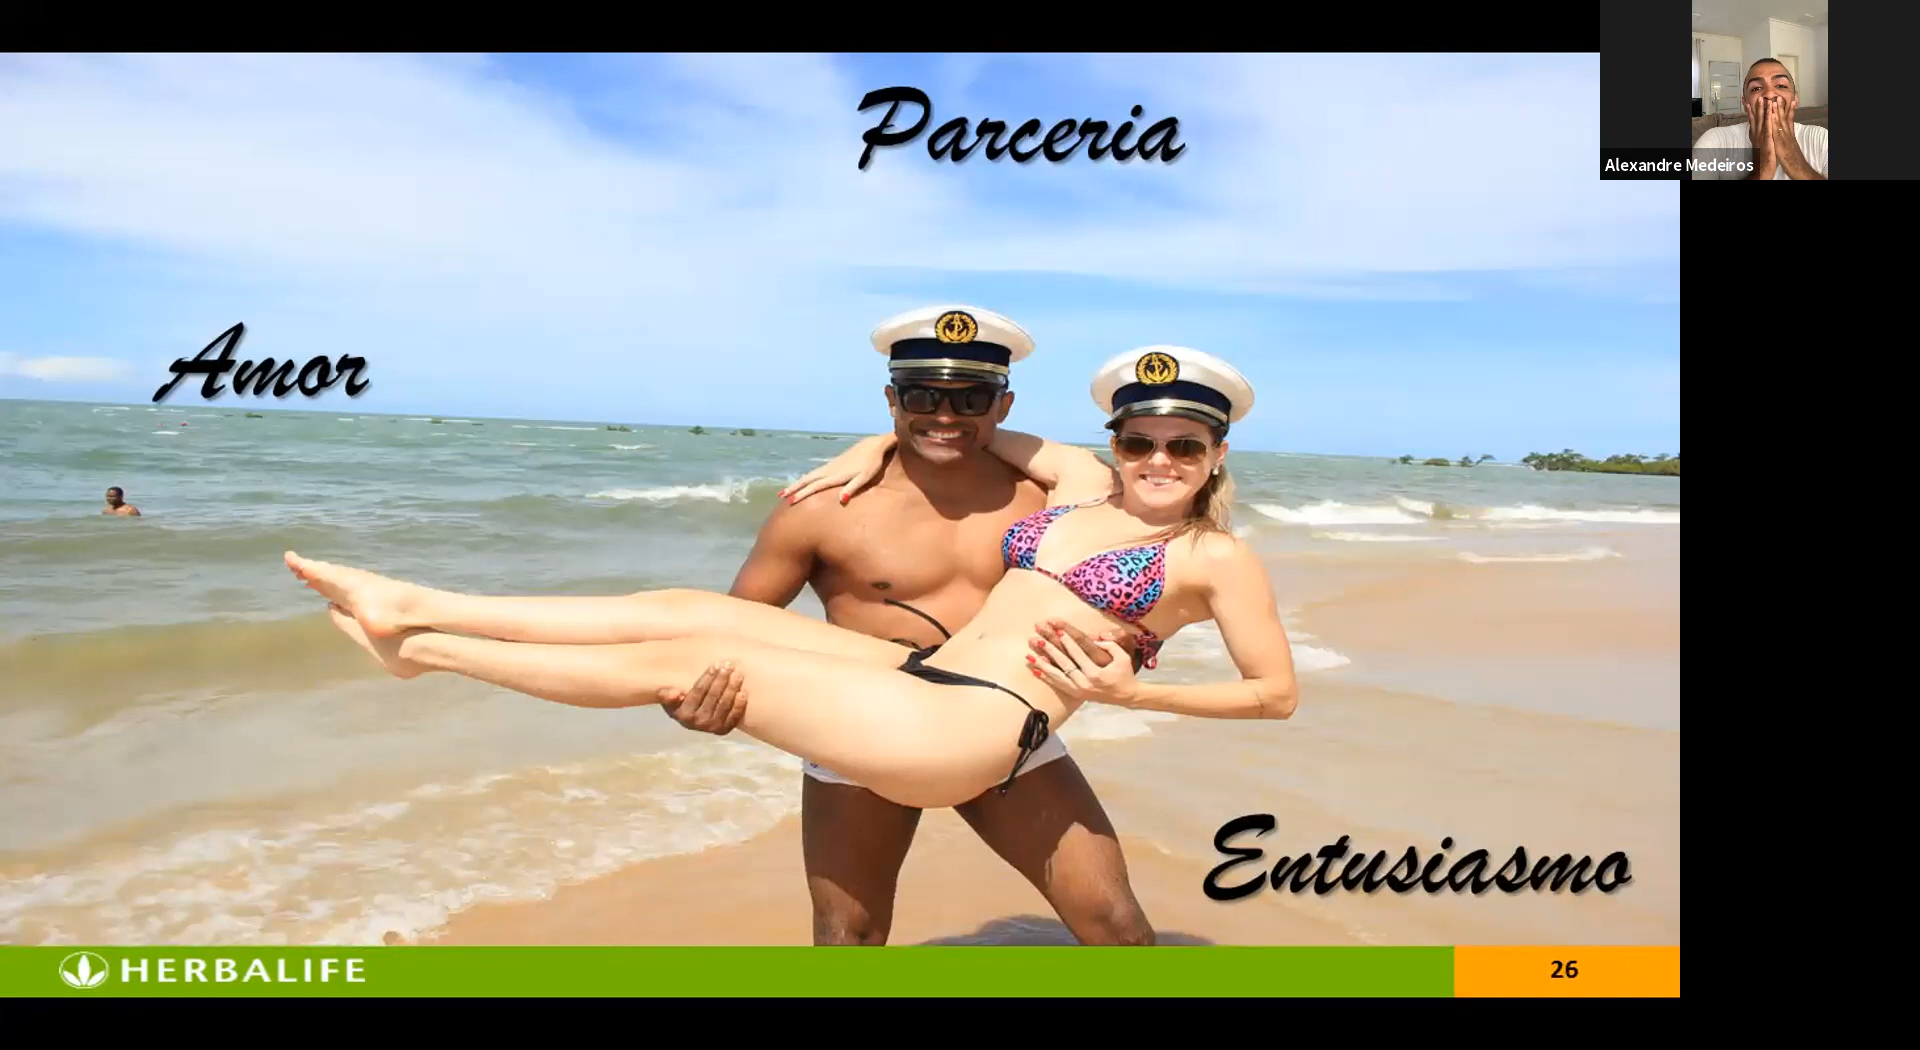 Parceria
Alexandre Medeiros
Amor
Entusiasmo
HERBALIFE
26